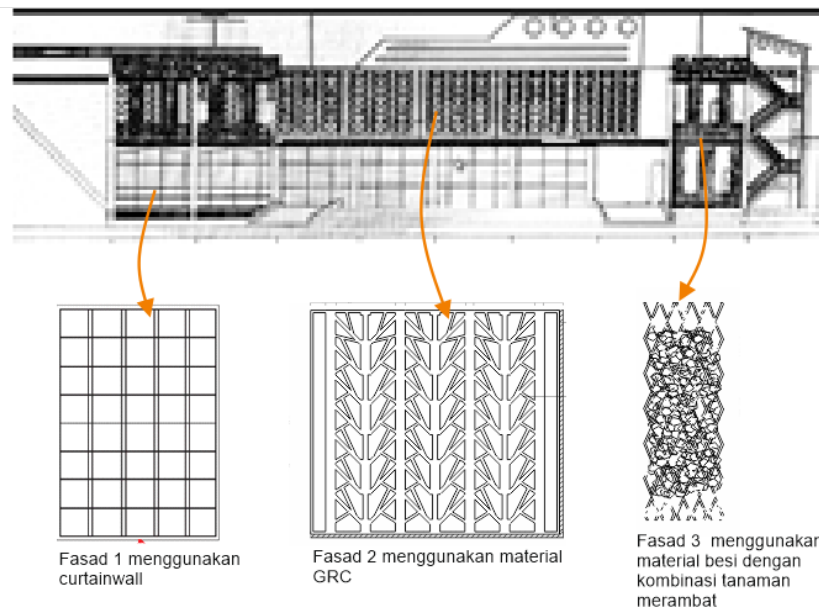 Fasad 1 menggunakan
curtainwall
Fasad 2 menggunakan material
GRC
Fasad 3 menggunakan
material besi dengan
kombinasi tanaman
merambat